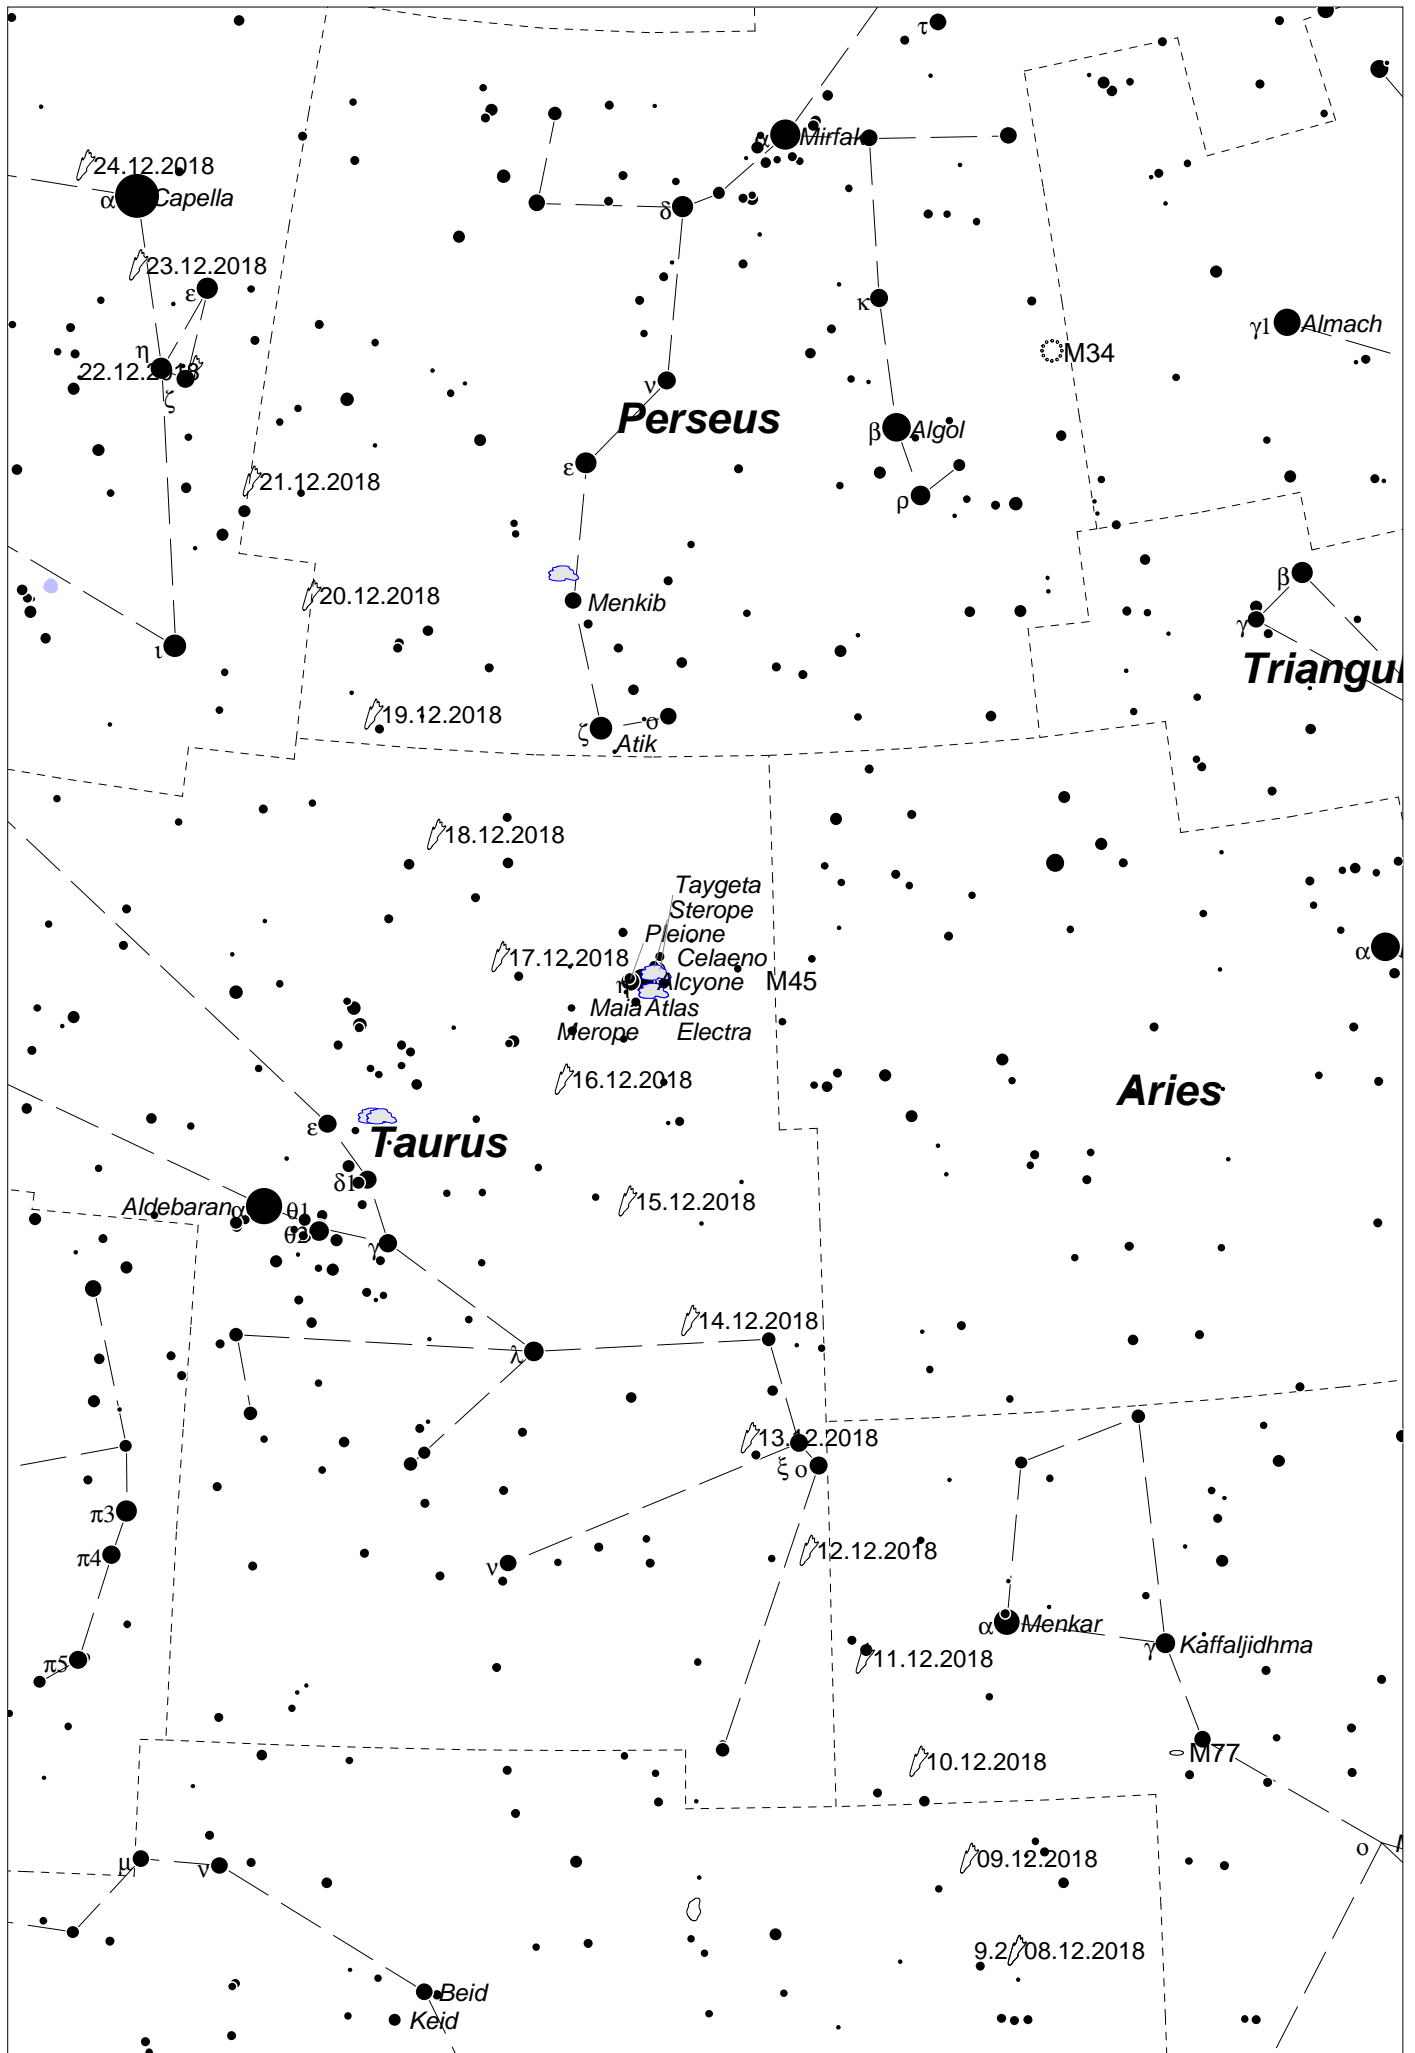 τ
α Mirfak
24.12.2018
α Capella
δ
23.12.2018
ε
κ
γ1 Almach
η
22.12.2018
ζ
M34
ν
Perseus
β Algol
ε
21.12.2018
ρ
β
20.12.2018
Menkib
γ
ι
Triangul
19.12.2018
ο
ζ
Atik
18.12.2018
Taygeta
Sterope
Pleione
α
17.12.2018
Celaeno
η Alcyone M45
Maia Atlas
Merope Electra
16.12.2018
Aries
ε
Taurus
δ1
15.12.2018
Aldebaran α θ1
θ2
γ
14.12.2018
λ
13.12.2018
ξ ο
π3
12.12.2018
π4
ν
α Menkar
γ Kaffaljidhma
π5
11.12.2018
M77
10.12.2018
ο
μ
ν
09.12.2018
9.2 08.12.2018
Beid
Keid